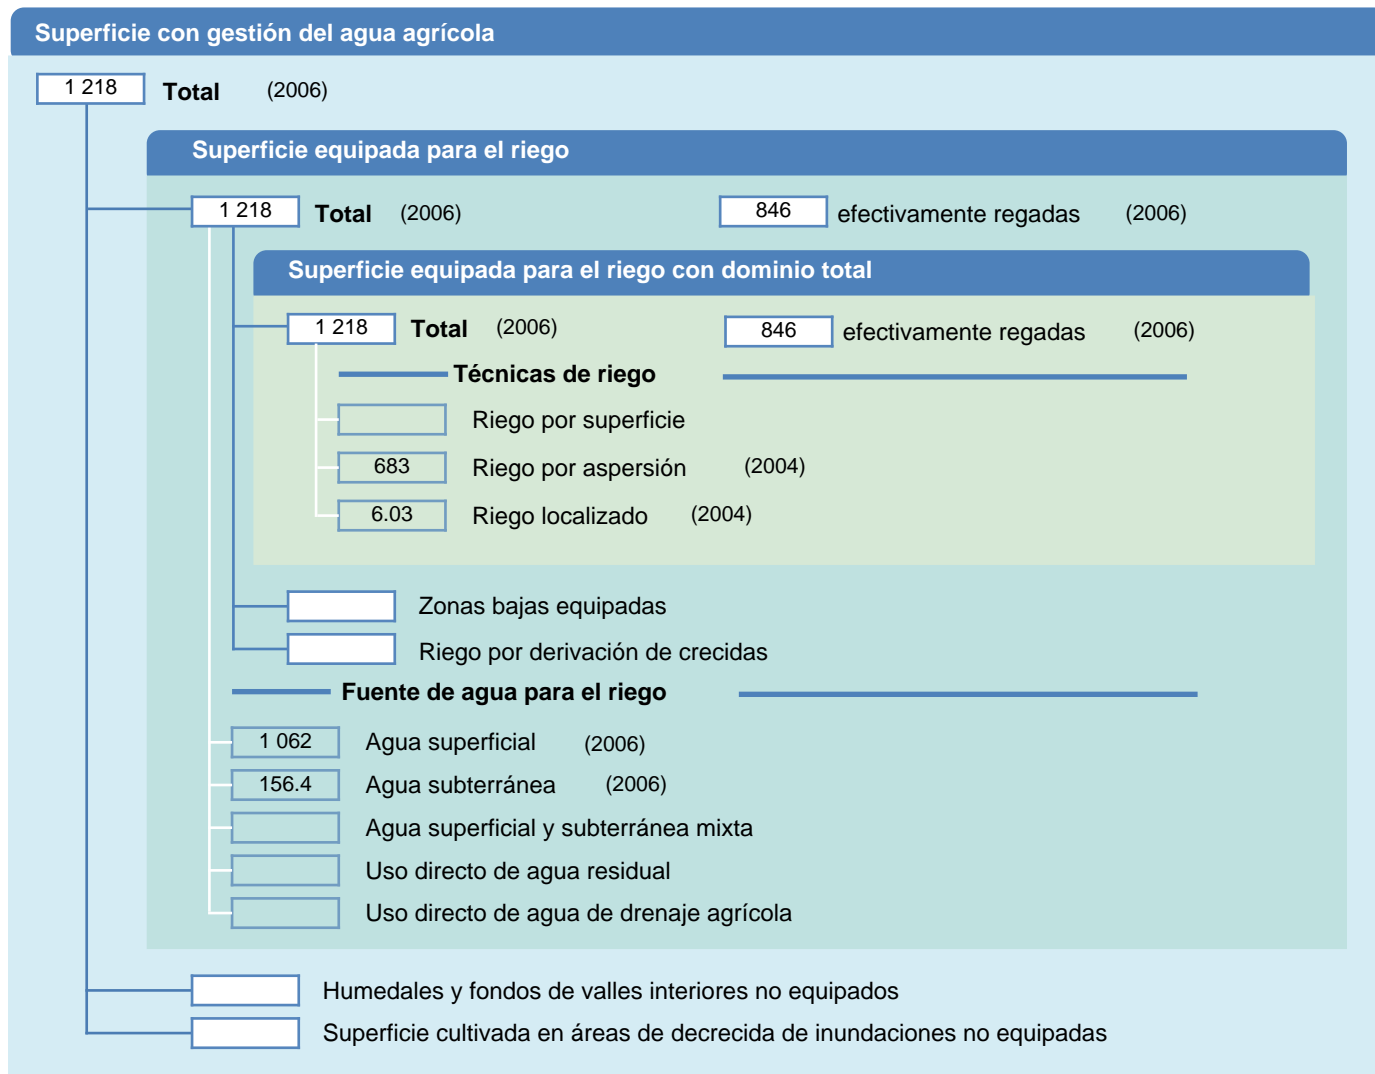 Superficie con gestión del agua agrícola
1 218 Total (2006)
Superficie equipada para el riego
1 218 Total (2006) 846 efectivamente regadas (2006)
Superficie equipada para el riego con dominio total
1 218 Total (2006) 846 efectivamente regadas (2006)
Técnicas de riego
Riego por superficie
683 Riego por aspersión (2004)
6.03 Riego localizado (2004)
Zonas bajas equipadas
Riego por derivación de crecidas
Fuente de agua para el riego
1 062 Agua superficial (2006)
156.4 Agua subterránea (2006)
Agua superficial y subterránea mixta
Uso directo de agua residual
Uso directo de agua de drenaje agrícola
Humedales y fondos de valles interiores no equipados
Superficie cultivada en áreas de decrecida de inundaciones no equipadas